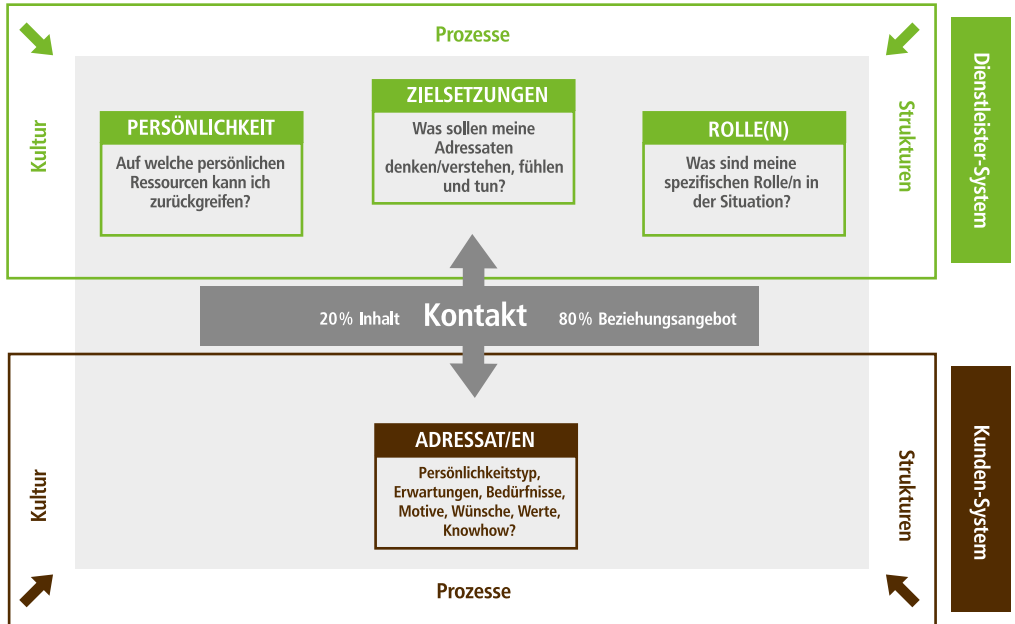 Prozesse
Kultur
PERSÖNLICHKEIT
Auf welche persönlichen
Ressourcen kann ich
zurückgreifen?
ZIELSETZUNGEN
Was sollen meine
Adressaten
denken/verstehen, fühlen
und tun?
ROLLE(N)
Was sind meine
spezifischen Rolle/n in
der Situation?
Strukturen
Dienstleister-System
20% Inhalt Kontakt 80% Beziehungsangebot
Kultur
ADRESSAT/EN
Persönlichkeitstyp,
Erwartungen, Bedürfnisse,
Motive, Wünsche, Werte,
Knowhow?
Strukturen
Kunden-System
Prozesse